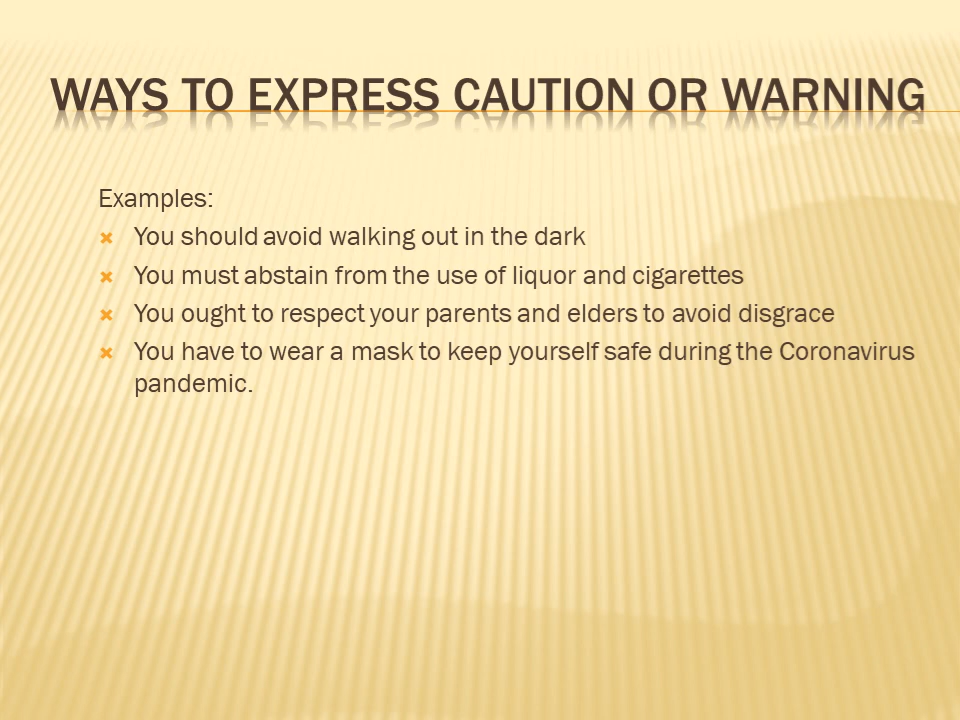 WAYS TO EXPRESS CAUTION OR WARNING
Examples:
You should avoid walking out in the dark
You must abstain from the use of liquor and cigarettes
You ought to respect your parents and elders to avoid disgrace
You have to wear a mask to keep yourself safe during the Coronavirus
pandemic.